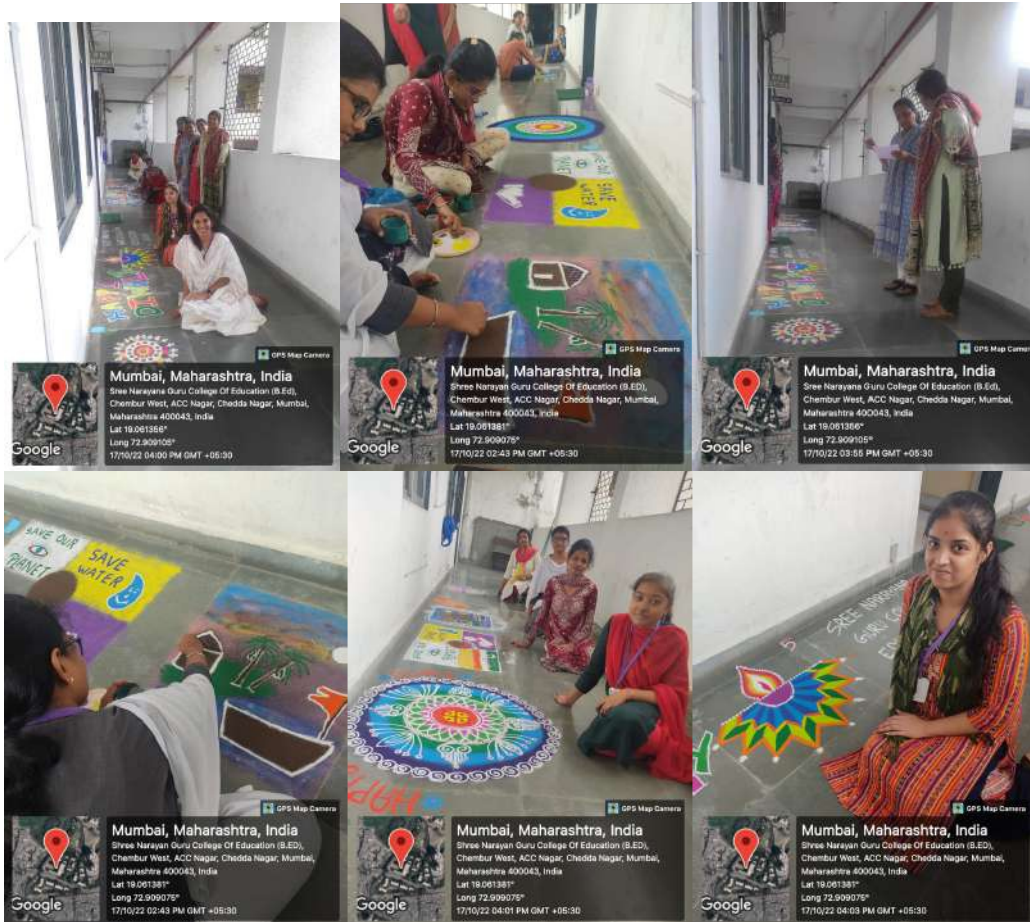 GPS Map Camera
Mumbai, Maharashtra, India
Sree Narayana Guru College Of Education (B.Ed),
Chembur West, ACC Nagar, Chedda Nagar, Mumbai,
Maharashtra 400043, India
Lat 19.061356°
Long 72.909105°
17/10/22 04:00 PM GMT +05:30
Google
SAVE
WATER
GPS Map Camera
Mumbai, Maharashtra, India
Shree Narayan Guru College Of Education (B.ED),
Chembur West, ACC Nagar, Chedda Nagar, Mumbai,
Maharashtra 400043, India
Lat 19.061381°
Long 72.909075°
17/10/22 02:43 PM GMT +05:30
Google
GPS Map Camera
Mumbai, Maharashtra, India
Sree Narayana Guru College Of Education (B.Ed),
Chembur West, ACC Nagar, Chedda Nagar, Mumbai,
Maharashtra 400043, India
Lat 19.061356°
Long 72.909105°
17/10/22 03:55 PM GMT +05:30
Google
SAVE OUR
PLANET
SAVE
WATER
GPS Map Camera
Mumbai, Maharashtra, India
Shree Narayan Guru College Of Education (B.ED),
Chembur West, ACC Nagar, Chedda Nagar, Mumbai,
Maharashtra 400043, India
Lat 19.061381°
Long 72.909075°
17/10/22 02:43 PM GMT +05:30
Google
HAPPY
GPS Map Camera
Mumbai, Maharashtra, India
Shree Narayan Guru College Of Education (B.ED),
Chembur West, ACC Nagar, Chedda Nagar, Mumbai,
Maharashtra 400043, India
Lat 19.061381°
Long 72.909075°
17/10/22 04:01 PM GMT +05:30
Google
5
SREE
GURU
GPS Map Camera
Mumbai, Maharashtra, India
Shree Narayan Guru College Of Education (B.ED),
Chembur West, ACC Nagar, Chedda Nagar, Mumbai,
Maharashtra 400043, India
Lat 19.061381°
Long 72.909075°
17/10/22 04:03 PM GMT +05:30
Google